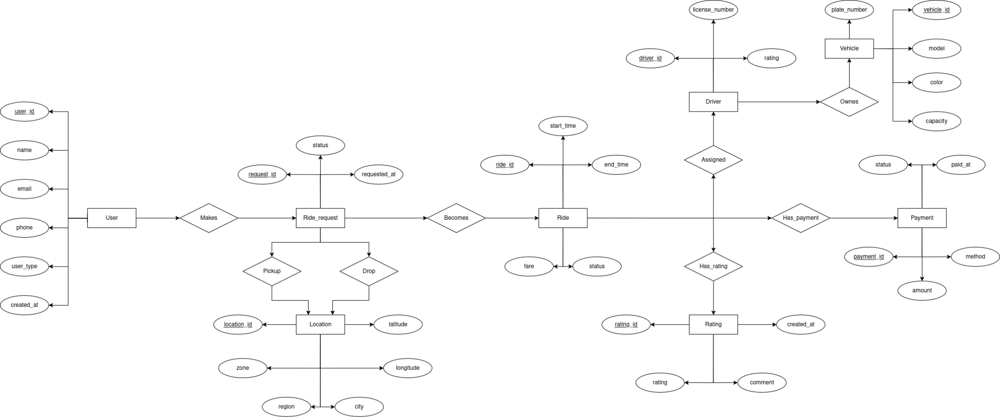 license_number
plate_number
vehicle_id
Vehicle
model
driver_id
rating
color
Driver
Ownes
user_id
capacity
start_time
status
name
Assigned
ride_id
end_time
status
paid_at
request_id
requested_at
email
User
Makes
Ride_request
Becomes
Ride
Has_payment
Payment
phone
payment_id
method
user_type
Pickup
Drop
fare
status
Has_rating
amount
created_at
location_id
Location
latitude
rating_id
Rating
created_at
zone
longitude
rating
comment
region
city